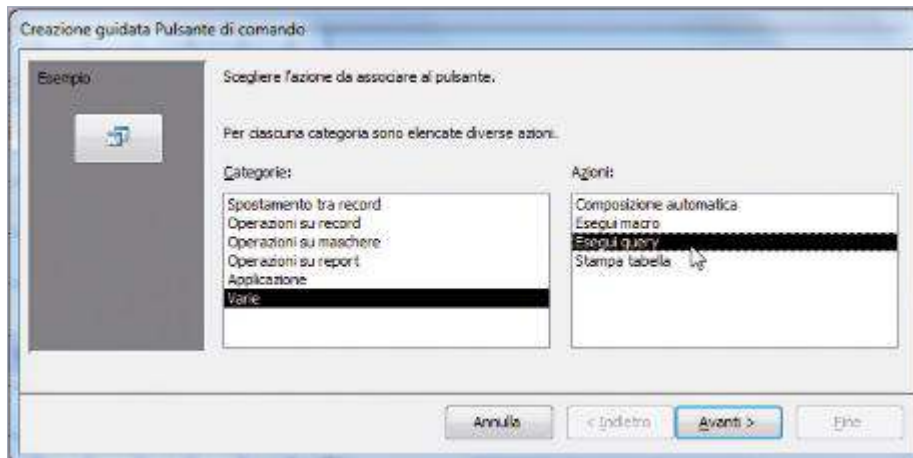 Creazione guidata Pulsante di comando
Esempio
Scegliere l'azione da associare al pulsante.
Per ciascuna categoria sono elencate diverse azioni.
Categorie:
Azioni:
Spostamento tra record
Operazioni su record
Operazioni su maschere
Operazioni su report
Applicazione
Varie
Composizione automatica
Esegui macro
Esegui query
Stampa tabella
Annulla
< Indietro
Avanti >
Fine